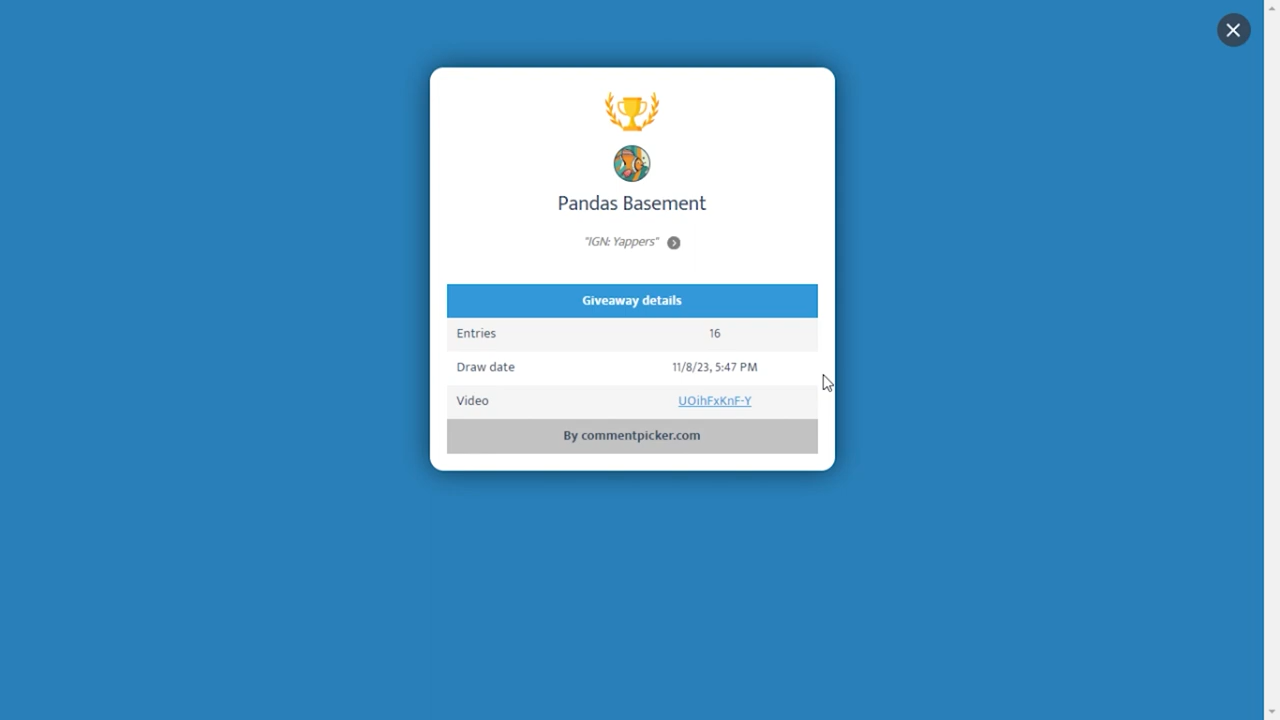 Pandas Basement
"IGN: Yappers"
Giveaway details
Entries 16
Draw date 11/8/23, 5:47 PM
Video UOihFxKnF-Y
By commentpicker.com